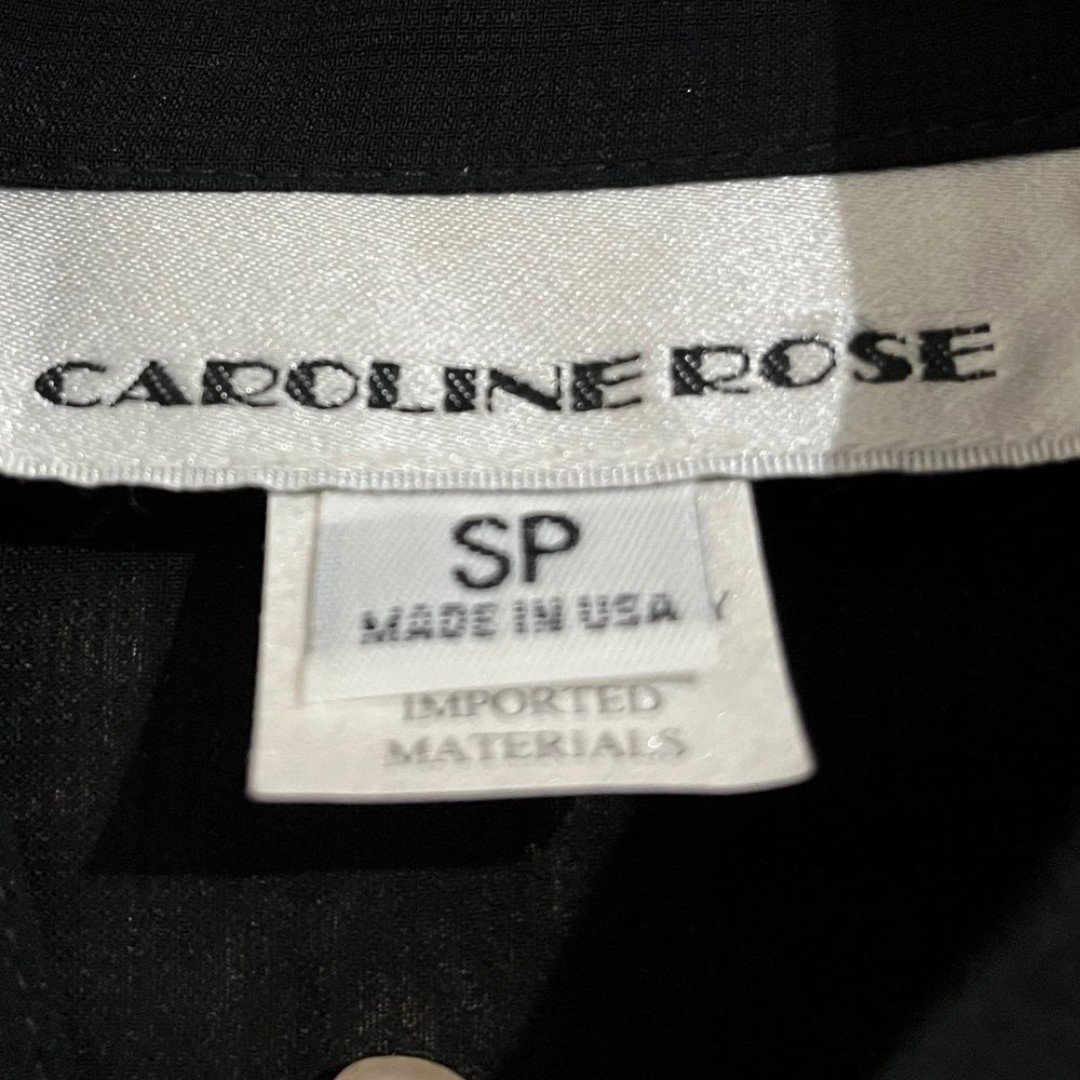 CAROLINE ROSE
SP
MADE IN USA
IMPORTED
MATERIALS